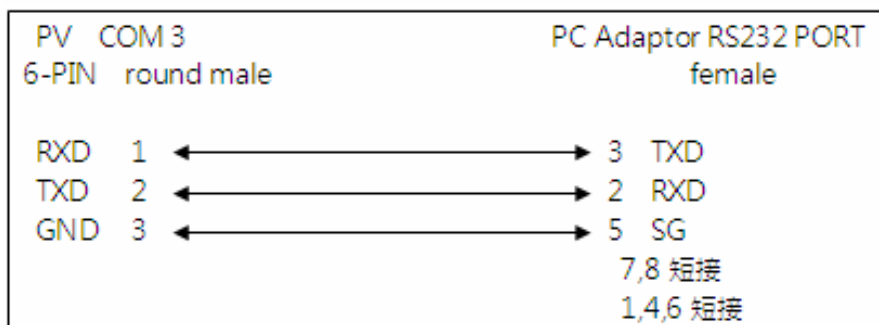 PV COM 3 PC Adaptor RS232 PORT
6-PIN round male female
RXD 1 3 TXD
TXD 2 2 RXD
GND 3 5 SG
7,8 短接
1,4,6 短接